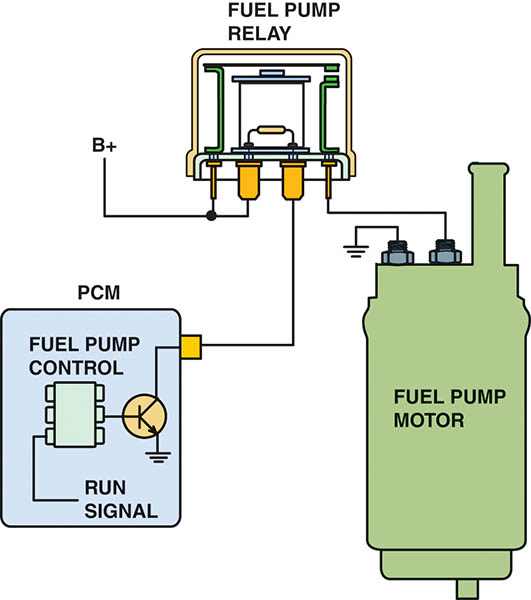 FUEL PUMP
RELAY
B+
PCM
FUEL PUMP
CONTROL
RUN
SIGNAL
FUEL PUMP
MOTOR